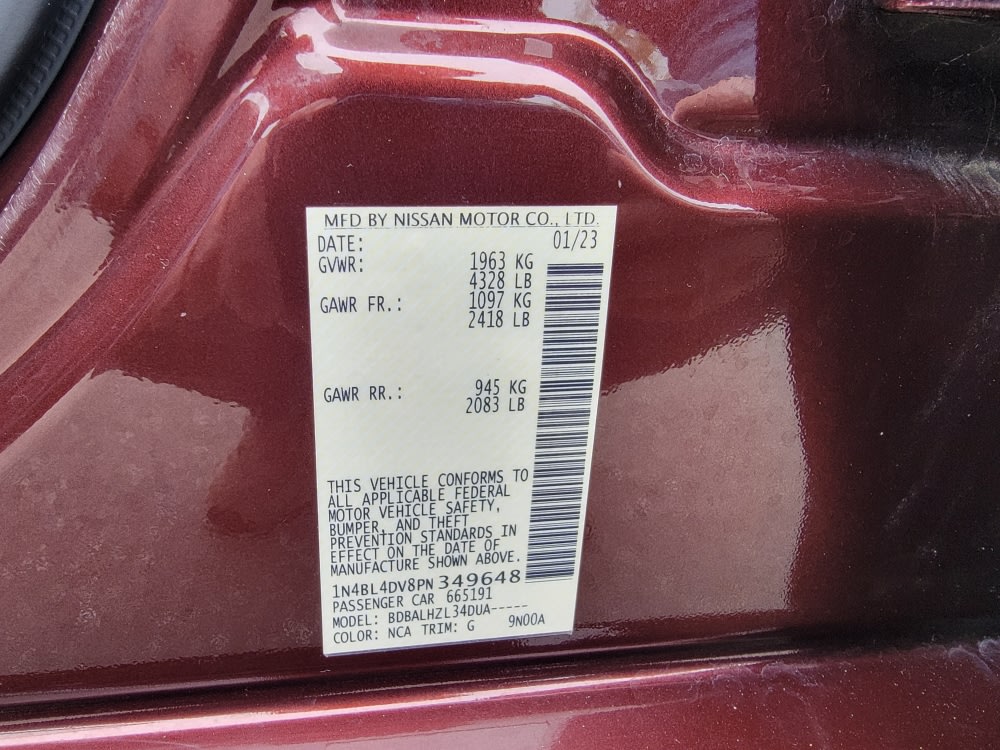 MFD BY NISSAN MOTOR CO., LTD.
DATE: 01/23
GVWR: 1963 KG
4328 LB
GAWR FR.: 1097 KG
2418 LB
GAWR RR.: 945 KG
2083 LB
THIS VEHICLE CONFORMS TO
ALL APPLICABLE FEDERAL
MOTOR VEHICLE SAFETY,
BUMPER, AND THEFT
PREVENTION STANDARDS IN
EFFECT ON THE DATE OF
MANUFACTURE SHOWN ABOVE.
1N4BL4DV8PN349648
PASSENGER CAR 665191
MODEL: BDBALHZL34DUA-----
COLOR: NCA TRIM: G 9N00A